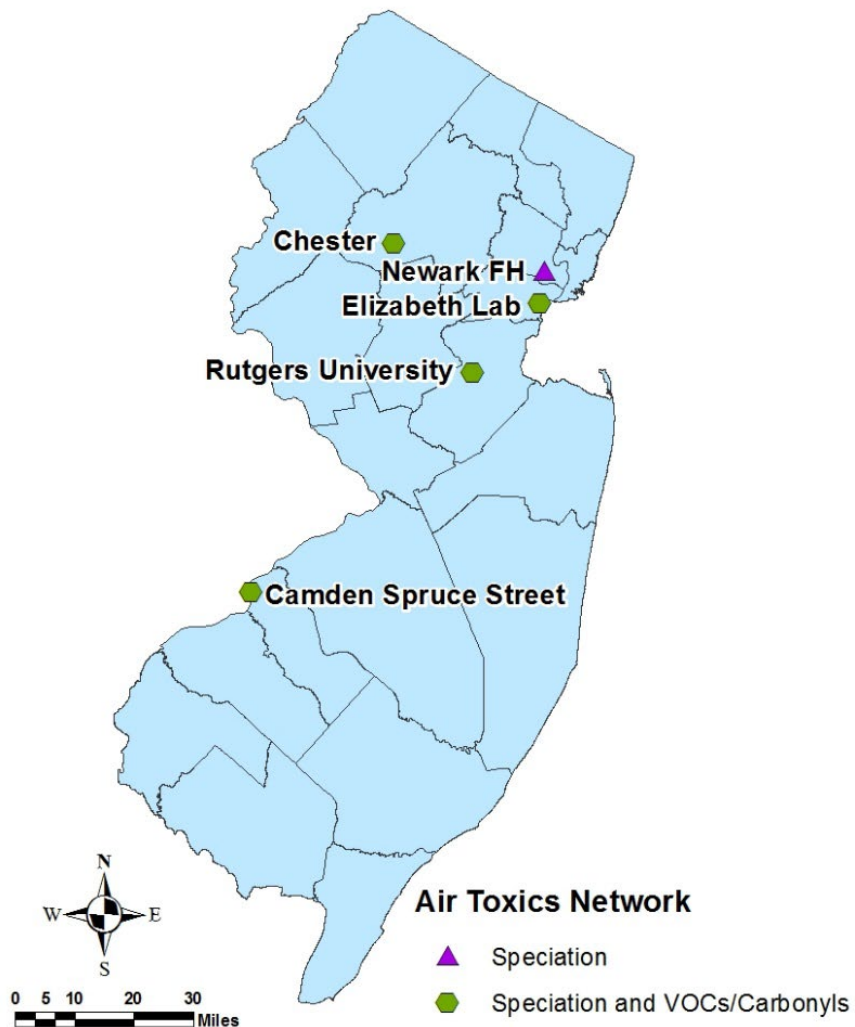 Chester
Newark FH
Elizabeth Lab
Rutgers University
Camden Spruce Street
N
W E
S
Air Toxics Network
Speciation
Speciation and VOCs/Carbonyls
0 5 10 20 30
Miles